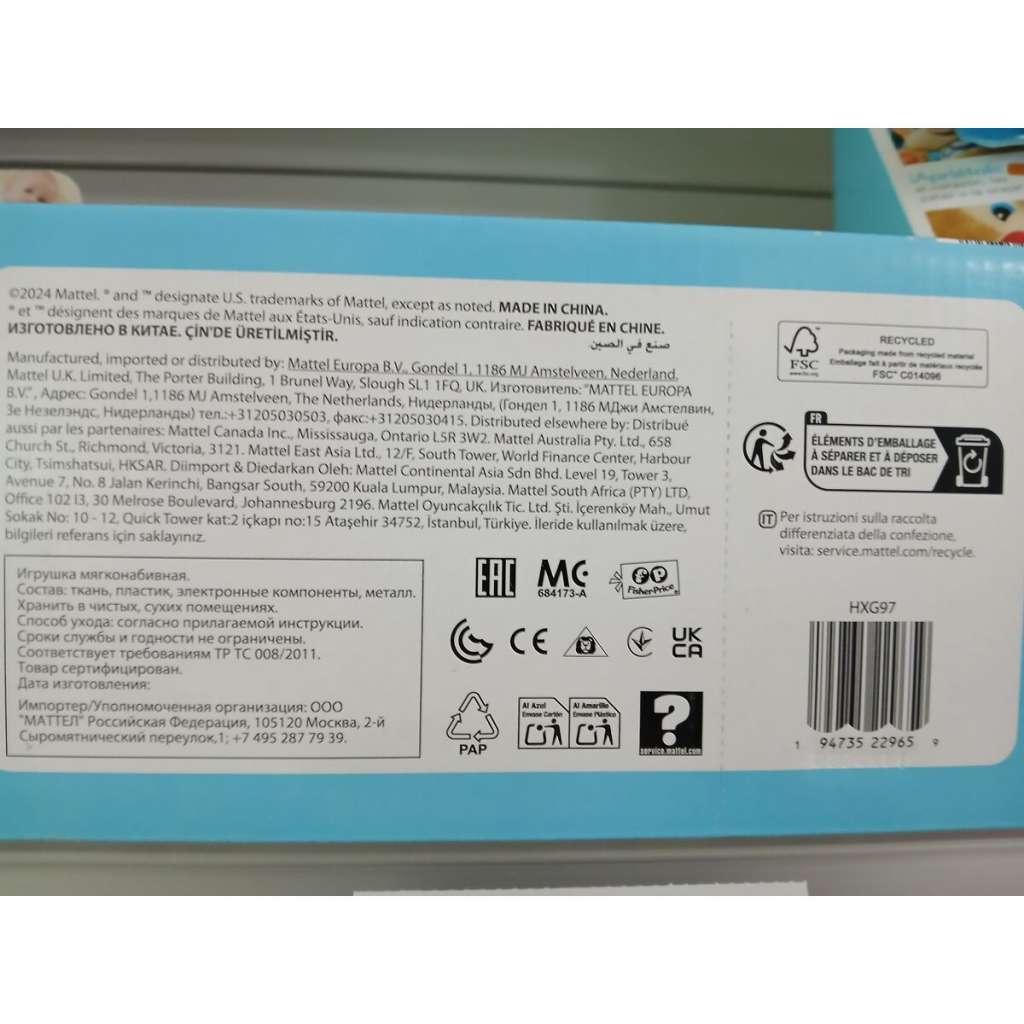 ©2024 Mattel. ® and ™ designate U.S. trademarks of Mattel, except as noted. MADE IN CHINA.
® et ™ désignent des marques de Mattel aux États-Unis, sauf indication contraire. FABRIQUÉ EN CHINE.
ИЗГОТОВЛЕНО В КИТАЕ. ÇİN'DE ÜRETİLMİŞTİR.
صنع في الصين.
Manufactured, imported or distributed by: Mattel Europa B.V., Gondel 1, 1186 MJ Amstelveen, Nederland.
Mattel U.K. Limited, The Porter Building, 1 Brunel Way, Slough SL1 1FQ, UK. Изготовитель: "MATTEL EUROPA
B.V.", Адрес: Gondel 1,1186 MJ Amstelveen, The Netherlands, Нидерланды, (Гондел 1, 1186 МДжи Амстелвин,
Зе Незелэндс, Нидерланды) тел.:+31205030503, факс:+31205030415. Distributed elsewhere by: Distribué
aussi par les partenaires: Mattel Canada Inc., Mississauga, Ontario L5R 3W2. Mattel Australia Pty. Ltd., 658
Church St., Richmond, Victoria, 3121. Mattel East Asia Ltd., 12/F, South Tower, World Finance Center, Harbour
City, Tsimshatsui, HKSAR. Diimport & Diedarkan Oleh: Mattel Continental Asia Sdn Bhd. Level 19, Tower 3,
Avenue 7, No. 8 Jalan Kerinchi, Bangsar South, 59200 Kuala Lumpur, Malaysia. Mattel South Africa (PTY) LTD,
Office 102 I3, 30 Melrose Boulevard, Johannesburg 2196. Mattel Oyuncakçılık Tic. Ltd. Şti. İçerenköy Mah., Umut
Sokak No: 10 - 12, Quick Tower kat:2 içkapı no:15 Ataşehir 34752, İstanbul, Türkiye. İleride kullanılmak üzere,
bilgileri referans için saklayınız.
Игрушка мягконабивная.
Состав: ткань, пластик, электронные компоненты, металл.
Хранить в чистых, сухих помещениях.
Способ ухода: согласно прилагаемой инструкции.
Сроки службы и годности не ограничены.
Соответствует требованиям ТР ТС 008/2011.
Товар сертифицирован.
Дата изготовления:
Импортер/Уполномоченная организация: ООО
"МАТТЕЛ" Российская Федерация, 105120 Москва, 2-й
Сыромятнический переулок,1; +7 495 287 79 39.
EAC
MC
684173-A
FP
Fisher-Price®
CE
UK
CA
PAP
Al Azul
Envase Cartón
Al Amarillo
Envase Plástico
?
service.mattel.com
FSC
www.fsc.org
RECYCLED
Packaging made from recycled material
Emballage fait à partir de matériaux recyclés
FSC™ C014096
FR
ÉLÉMENTS D'EMBALLAGE
À SÉPARER ET À DÉPOSER
DANS LE BAC DE TRI
IT Per istruzioni sulla raccolta
differenziata della confezione,
visita: service.mattel.com/recycle.
HXG97
1 94735 22965 9